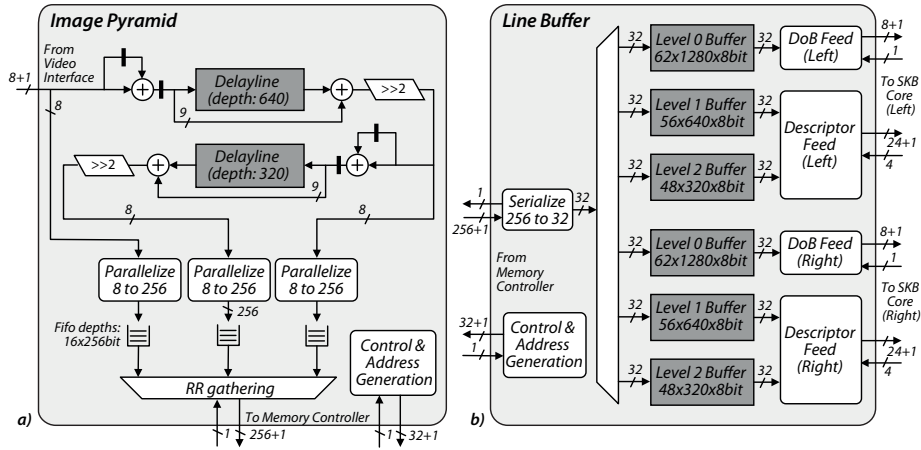 Image Pyramid
From
Video
Interface
8+1
8
Delayline
(depth: 640)
9
>>2
>>2
Delayline
(depth: 320)
9
8
8
Parallelize
8 to 256
Parallelize
8 to 256
Parallelize
8 to 256
256
Fifo depths:
16x256bit
RR gathering
Control &
Address
Generation
To Memory Controller
1
256+1
1
32+1
a)
Line Buffer
Serialize
256 to 32
1
256+1
32
From
Memory
Controller
Control &
Address
Generation
32+1
1
32
Level 0 Buffer
62x1280x8bit
32
DoB Feed
(Left)
8+1
1
To SKB
Core
(Left)
32
Level 1 Buffer
56x640x8bit
32
Descriptor
Feed
(Left)
24+1
4
32
Level 2 Buffer
48x320x8bit
32
32
Level 0 Buffer
62x1280x8bit
32
DoB Feed
(Right)
8+1
1
To SKB
Core
(Right)
32
Level 1 Buffer
56x640x8bit
32
Descriptor
Feed
(Right)
24+1
4
32
Level 2 Buffer
48x320x8bit
32
b)